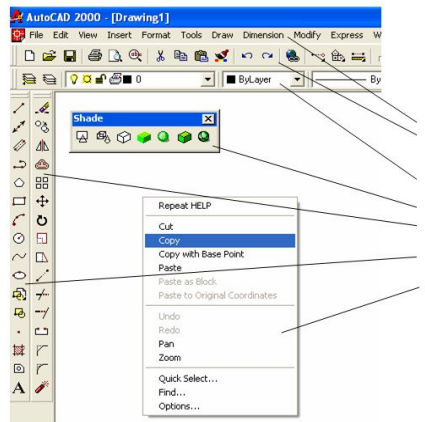 AutoCAD 2000 - [Drawing1]
File Edit View Insert Format Tools Draw Dimension Modify Express W
0 ByLayer By
Shade
Repeat HELP
Cut
Copy
Copy with Base Point
Paste
Paste as Block
Paste to Original Coordinates
Undo
Redo
Pan
Zoom
Quick Select...
Find...
Options...
A